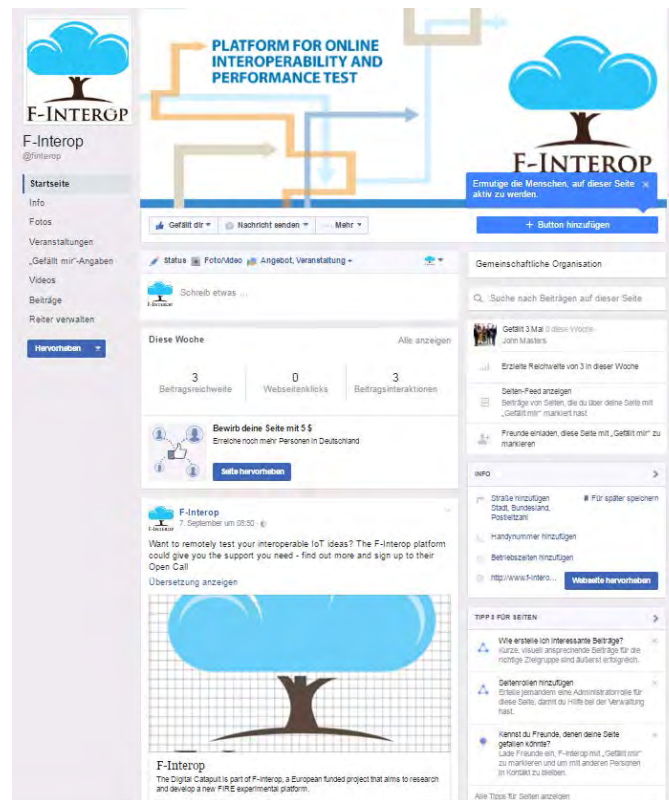 F-INTEROP
F-Interop
@finterop
Startseite
Info
Fotos
Veranstaltungen
„Gefällt mir“-Angaben
Videos
Beiträge
Reiter verwalten
Hervorheben
PLATFORM FOR ONLINE
INTEROPERABILITY AND
PERFORMANCE TEST
F-INTEROP
Ermutige die Menschen, auf dieser Seite
aktiv zu werden.
Gefällt dir
Nachricht senden
Mehr
+ Button hinzufügen
Status
Foto/Video
Angebot, Veranstaltung +
Schreib etwas ...
Diese Woche
Alle anzeigen
3
Beitragsreichweite
0
Webseitenklicks
3
Beitragsinteraktionen
Bewirb deine Seite mit 5 $
Erreiche noch mehr Personen in Deutschland
Seite hervorheben
F-Interop
7. September um 08:50
Want to remotely test your interoperable IoT ideas? The F-Interop platform
could give you the support you need - find out more and sign up to their
Open Call
Übersetzung anzeigen
F-Interop
The Digital Catapult is part of F-Interop, a European funded project that aims to research
and develop a new FIRE experimental platform.
Gemeinschaftliche Organisation
Suche nach Beiträgen auf dieser Seite
Gefällt 3 Mal 0 diese Woche
John Masters
Erzielte Reichweite von 3 in dieser Woche
Seiten-Feed anzeigen
Beiträge von Seiten, die du über deine Seite mit
„Gefällt mir“ markiert hast
Freunde einladen, diese Seite mit „Gefällt mir“ zu
markieren
INFO
Straße hinzufügen
Stadt, Bundesland,
Postleitzahl
Für später speichern
Handynummer hinzufügen
Betriebszeiten hinzufügen
http://www.f-intero...
Webseite hervorheben
TIPPS FÜR SEITEN
Wie erstelle ich interessante Beiträge?
Kurze, visuell ansprechende Beiträge für die
richtige Zielgruppe sind äußerst erfolgreich.
Seitenrollen hinzufügen
Erteile jemandem eine Administratorrolle für
diese Seite, damit du Hilfe bei der Verwaltung
hast.
Kennst du Freunde, denen deine Seite
gefallen könnte?
Lade Freunde ein, F-Interop mit „Gefällt mir“
zu markieren und um mit anderen Personen
in Kontakt zu bleiben.
Alle Tipps für Seiten anzeigen